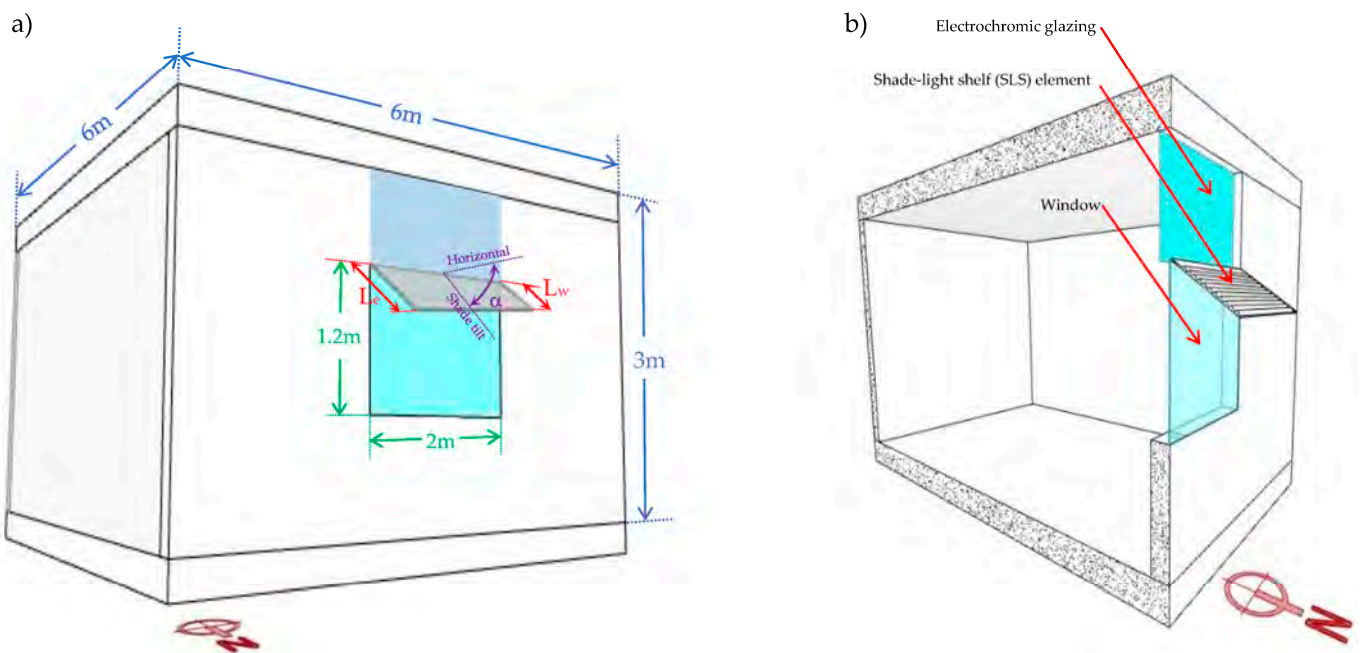 a)
6m
6m
Horizontal
Le
Lw
α
Shade tilt
1.2m
3m
2m
N
b)
Electrochromic glazing
Shade-light shelf (SLS) element
Window
N